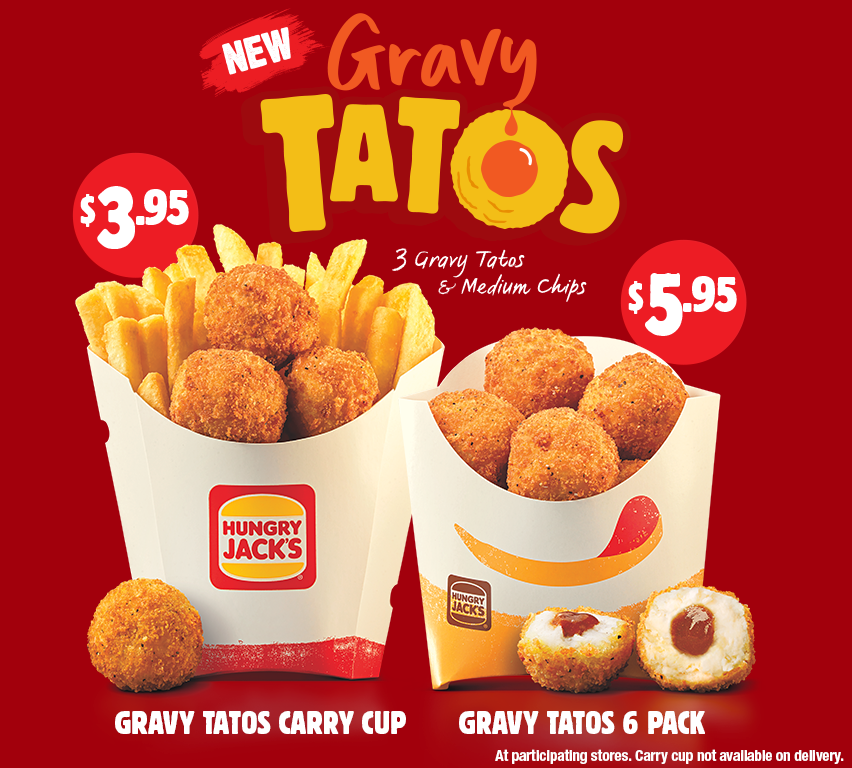 NEW
Gravy
TATOS
$3.95
3 Gravy Tatos
& Medium Chips
$5.95
HUNGRY
JACK'S
®
HUNGRY
JACK'S
GRAVY TATOS CARRY CUP
GRAVY TATOS 6 PACK
At participating stores. Carry cup not available on delivery.